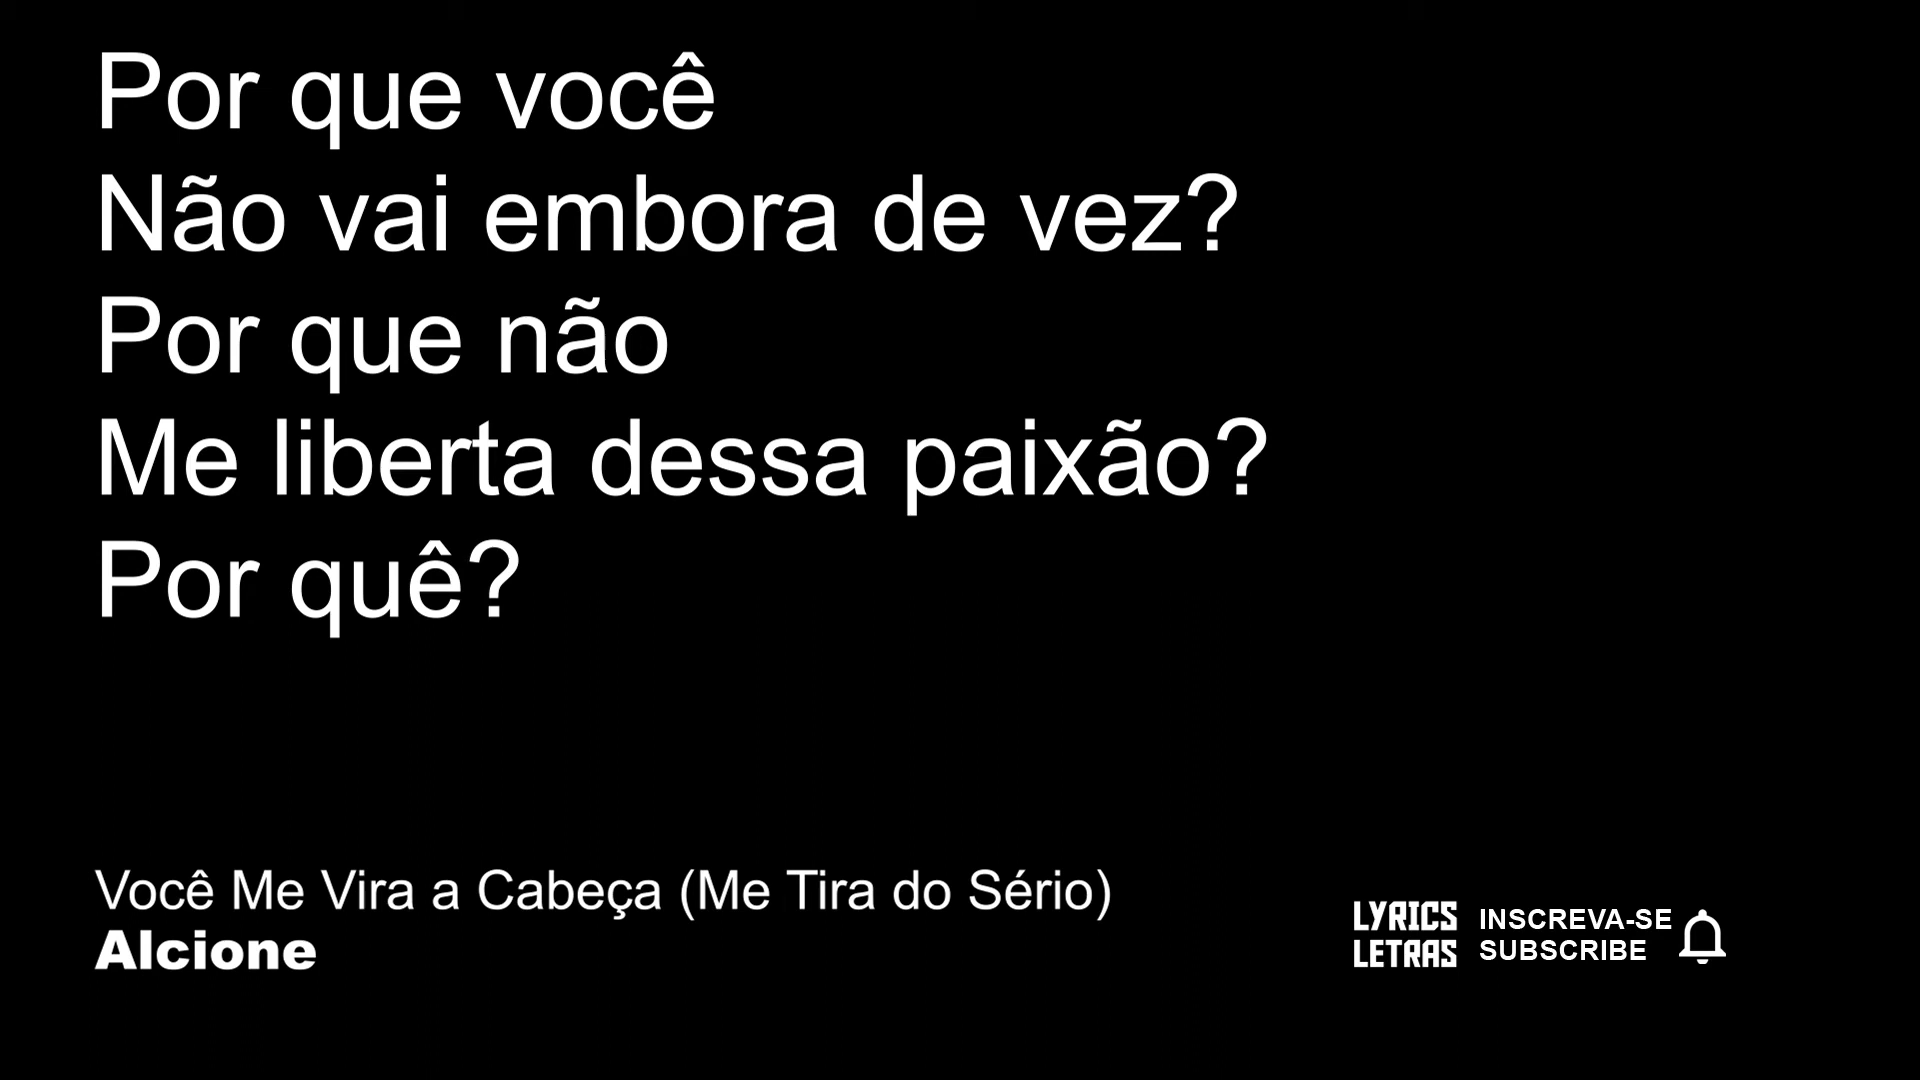 Por que você
Não vai embora de vez?
Por que não
Me liberta dessa paixão?
Por quê?
Você Me Vira a Cabeça (Me Tira do Sério)
Alcione
LYRICS
LETRAS
INSCREVA-SE
SUBSCRIBE